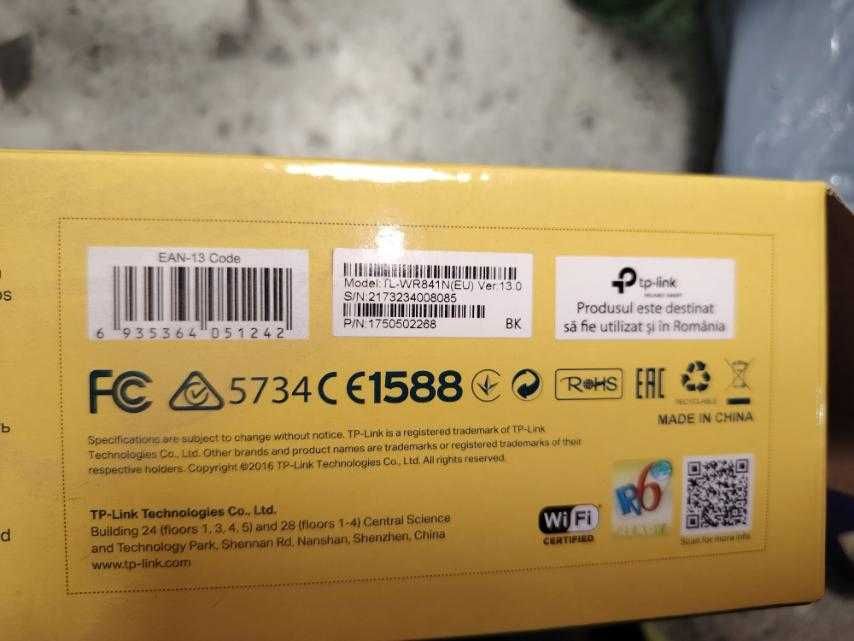 EAN-13 Code
6 935364 051242
Model: TL-WR841N(EU) Ver:13.0
S/N:2173234008085
P/N:1750502268
BK
tp-link
Produsul este destinat
să fie utilizat și în România
FC
5734
CE1588
RoHS
EAC
RECYCLABLE
MADE IN CHINA
Specifications are subject to change without notice. TP-Link is a registered trademark of TP-Link
Technologies Co., Ltd. Other brands and product names are trademarks or registered trademarks of their
respective holders. Copyright ©2016 TP-Link Technologies Co., Ltd. All rights reserved.
TP-Link Technologies Co., Ltd.
Building 24 (floors 1, 3, 4, 5) and 28 (floors 1-4) Central Science
and Technology Park, Shennan Rd, Nanshan, Shenzhen, China
www.tp-link.com
Wi Fi
CERTIFIED
Scan for more info